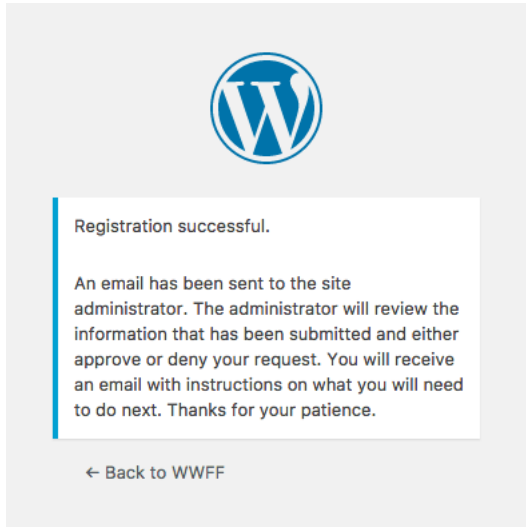 Registration successful.
An email has been sent to the site
administrator. The administrator will review the
information that has been submitted and either
approve or deny your request. You will receive
an email with instructions on what you will need
to do next. Thanks for your patience.
← Back to WWFF